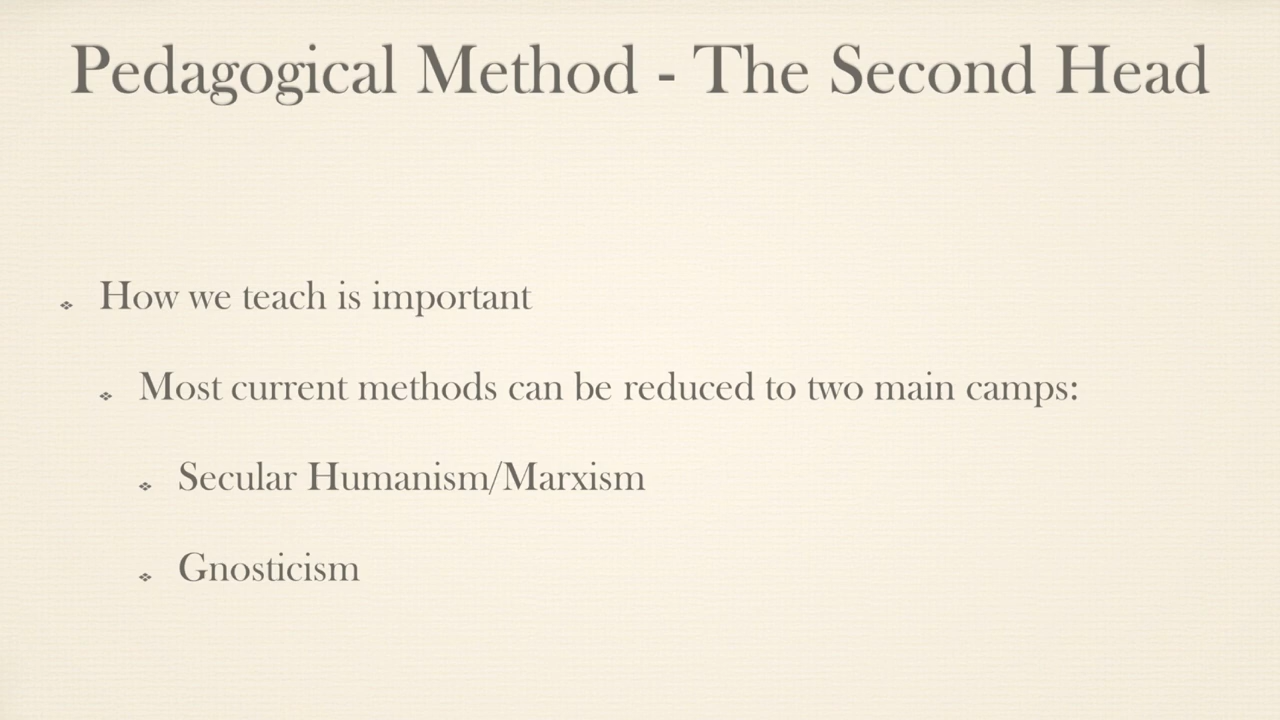 Pedagogical Method - The Second Head
How we teach is important
Most current methods can be reduced to two main camps:
Secular Humanism/Marxism
Gnosticism